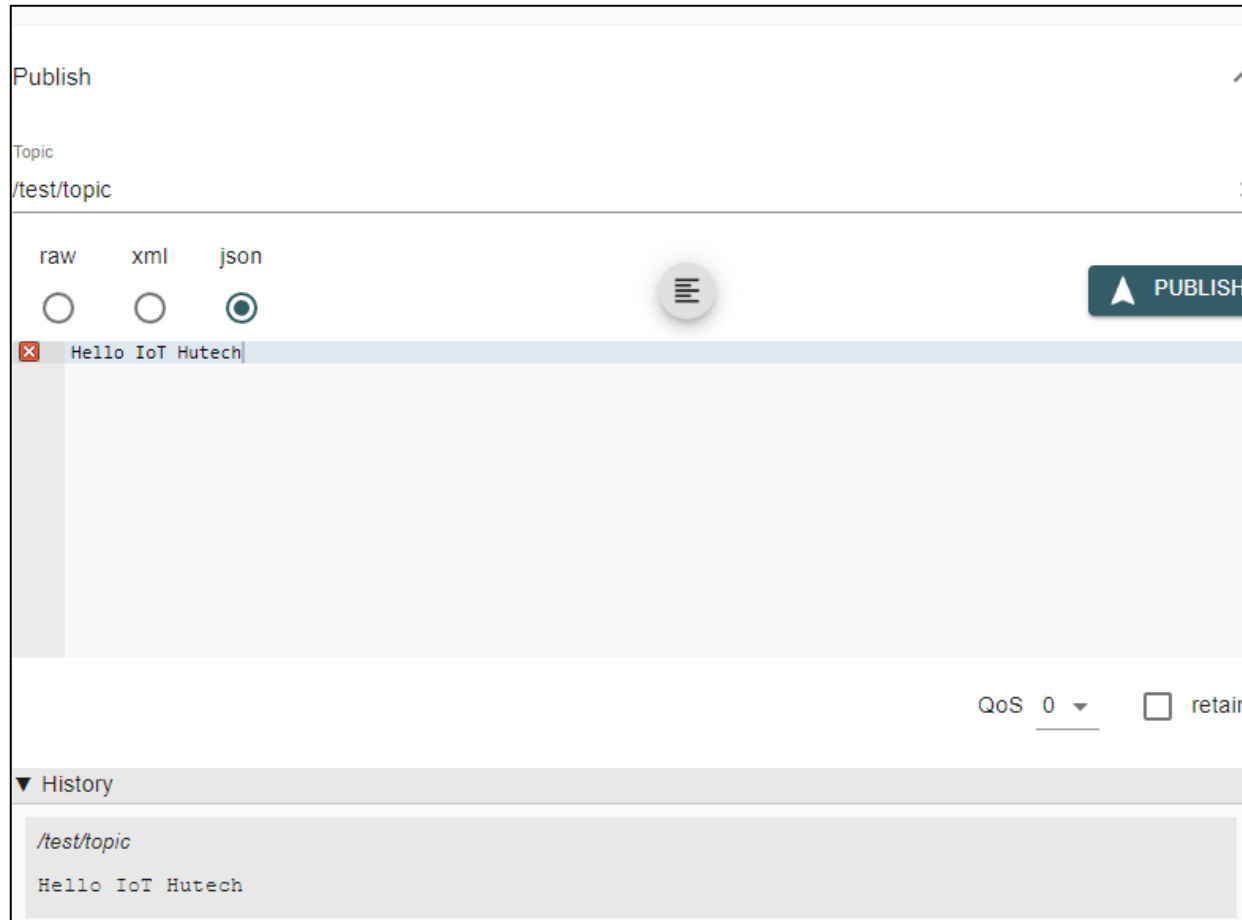 Publish
Topic
/test/topic
raw xml json
PUBLISH
Hello IoT Hutech
QoS 0 retain
▼ History
/test/topic
Hello IoT Hutech